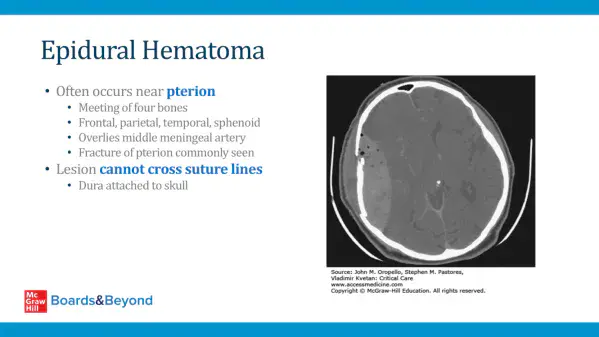 Epidural Hematoma
• Often occurs near pterion
• Meeting of four bones
• Frontal, parietal, temporal, sphenoid
• Overlies middle meningeal artery
• Fracture of pterion commonly seen
• Lesion cannot cross suture lines
• Dura attached to skull
Source: John M. Oropello, Stephen M. Pastores,
Vladimir Kvetan: Critical Care
www.accessmedicine.com
Copyright © McGraw-Hill Education. All rights reserved.
Mc
Graw
Hill
Boards&Beyond